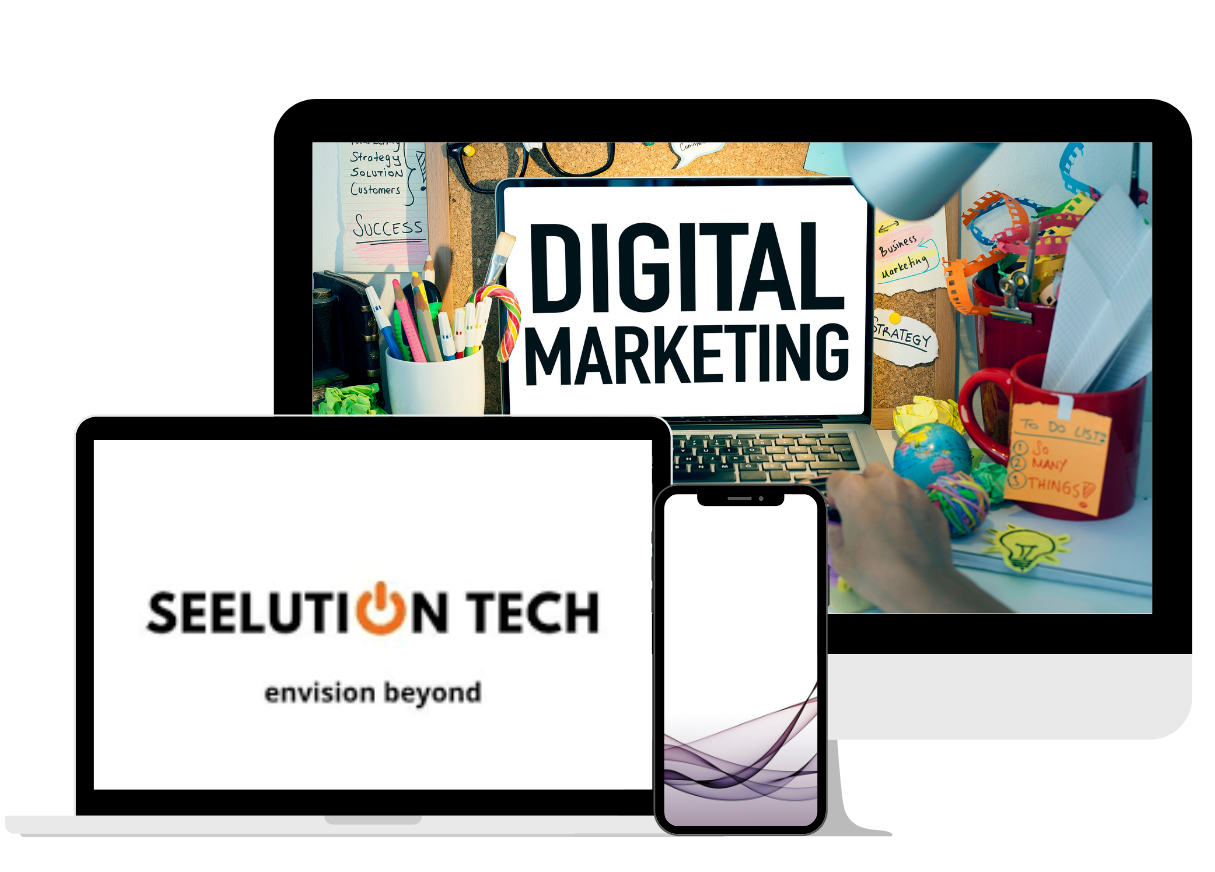 Strategy
SOLUTION
Customers
SUCCESS
DIGITAL
MARKETING
Business
Marketing
STRATEGY
TO DO LIST:
1 SO
2 MANY
3 THINGS!
SEELUTION TECH
envision beyond